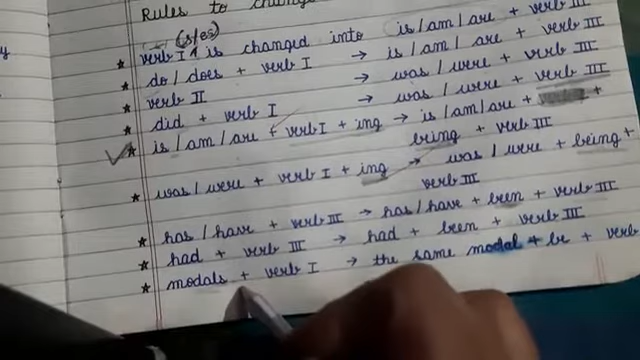 Rules to change
(s/es)
* verb I ^ is changed into is/am/are + verb III
* do/does + verb I → is/am/are + verb III
* verb II → was/were + verb III
* did + verb I → was/were + verb III
* is/am/are + verb I + ing → is/am/are +
being + verb III
* was/were + verb I + ing → was/were + being +
verb III
* has/have + verb III → has/have + been + verb III
* had + verb III → had + been + verb III
* modals + verb I → the same modal + be + verb